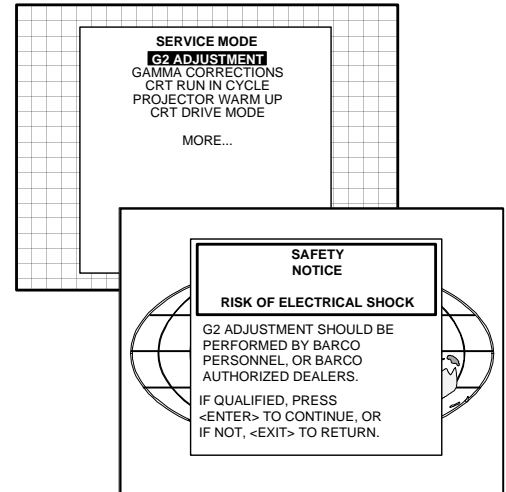 SERVICE MODE
G2 ADJUSTMENT
GAMMA CORRECTIONS
CRT RUN IN CYCLE
PROJECTOR WARM UP
CRT DRIVE MODE
MORE...
SAFETY
NOTICE
RISK OF ELECTRICAL SHOCK
G2 ADJUSTMENT SHOULD BE
PERFORMED BY BARCO
PERSONNEL, OR BARCO
AUTHORIZED DEALERS.
IF QUALIFIED, PRESS
<ENTER> TO CONTINUE, OR
IF NOT, <EXIT> TO RETURN.